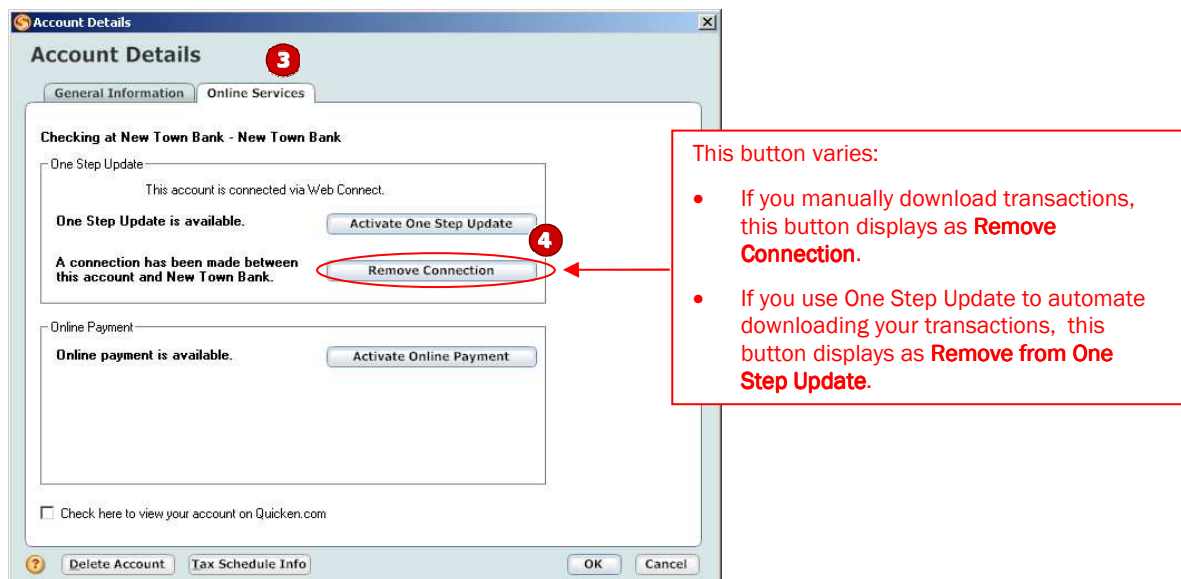 Account Details
Account Details
3
General Information Online Services
Checking at New Town Bank - New Town Bank
One Step Update
This account is connected via Web Connect.
One Step Update is available.
Activate One Step Update
4
A connection has been made between
this account and New Town Bank.
Remove Connection
Online Payment
Online payment is available.
Activate Online Payment
Check here to view your account on Quicken.com
? Delete Account Tax Schedule Info OK Cancel
This button varies:
• If you manually download transactions,
this button displays as Remove
Connection.
• If you use One Step Update to automate
downloading your transactions, this
button displays as Remove from One
Step Update.